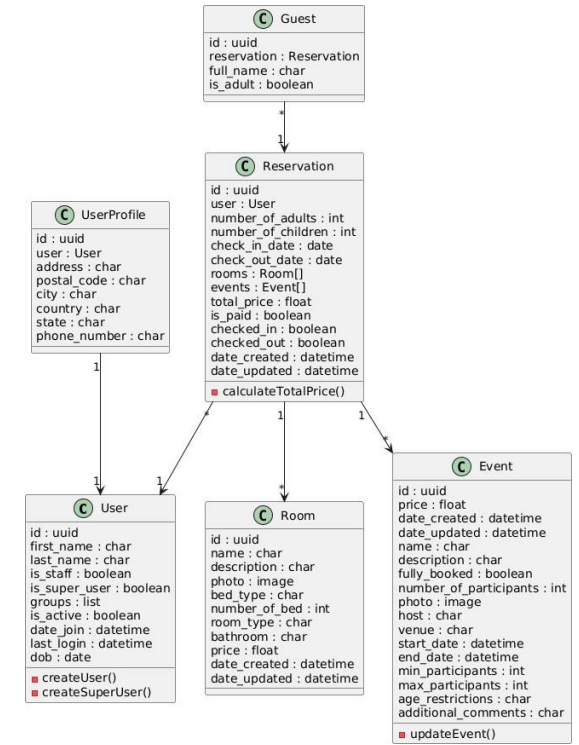 C Guest
id : uuid
reservation : Reservation
full_name : char
is_adult : boolean
*
1
C Reservation
id : uuid
user : User
number_of_adults : int
number_of_children : int
check_in_date : date
check_out_date : date
rooms : Room[]
events : Event[]
total_price : float
is_paid : boolean
checked_in : boolean
checked_out : boolean
date_created : datetime
date_updated : datetime
calculateTotalPrice()
C UserProfile
id : uuid
user : User
address : char
postal_code : char
city : char
country : char
state : char
phone_number : char
1
1
*
1
1
*
1
*
C User
id : uuid
first_name : char
last_name : char
is_staff : boolean
is_super_user : boolean
groups : list
is_active : boolean
date_join : datetime
last_login : datetime
dob : date
createUser()
createSuperUser()
C Room
id : uuid
name : char
description : char
photo : image
bed_type : char
number_of_bed : int
room_type : char
bathroom : char
price : float
date_created : datetime
date_updated : datetime
C Event
id : uuid
price : float
date_created : datetime
date_updated : datetime
name : char
description : char
fully_booked : boolean
number_of_participants : int
photo : image
host : char
venue : char
start_date : datetime
end_date : datetime
min_participants : int
max_participants : int
age_restrictions : char
additional_comments : char
updateEvent()